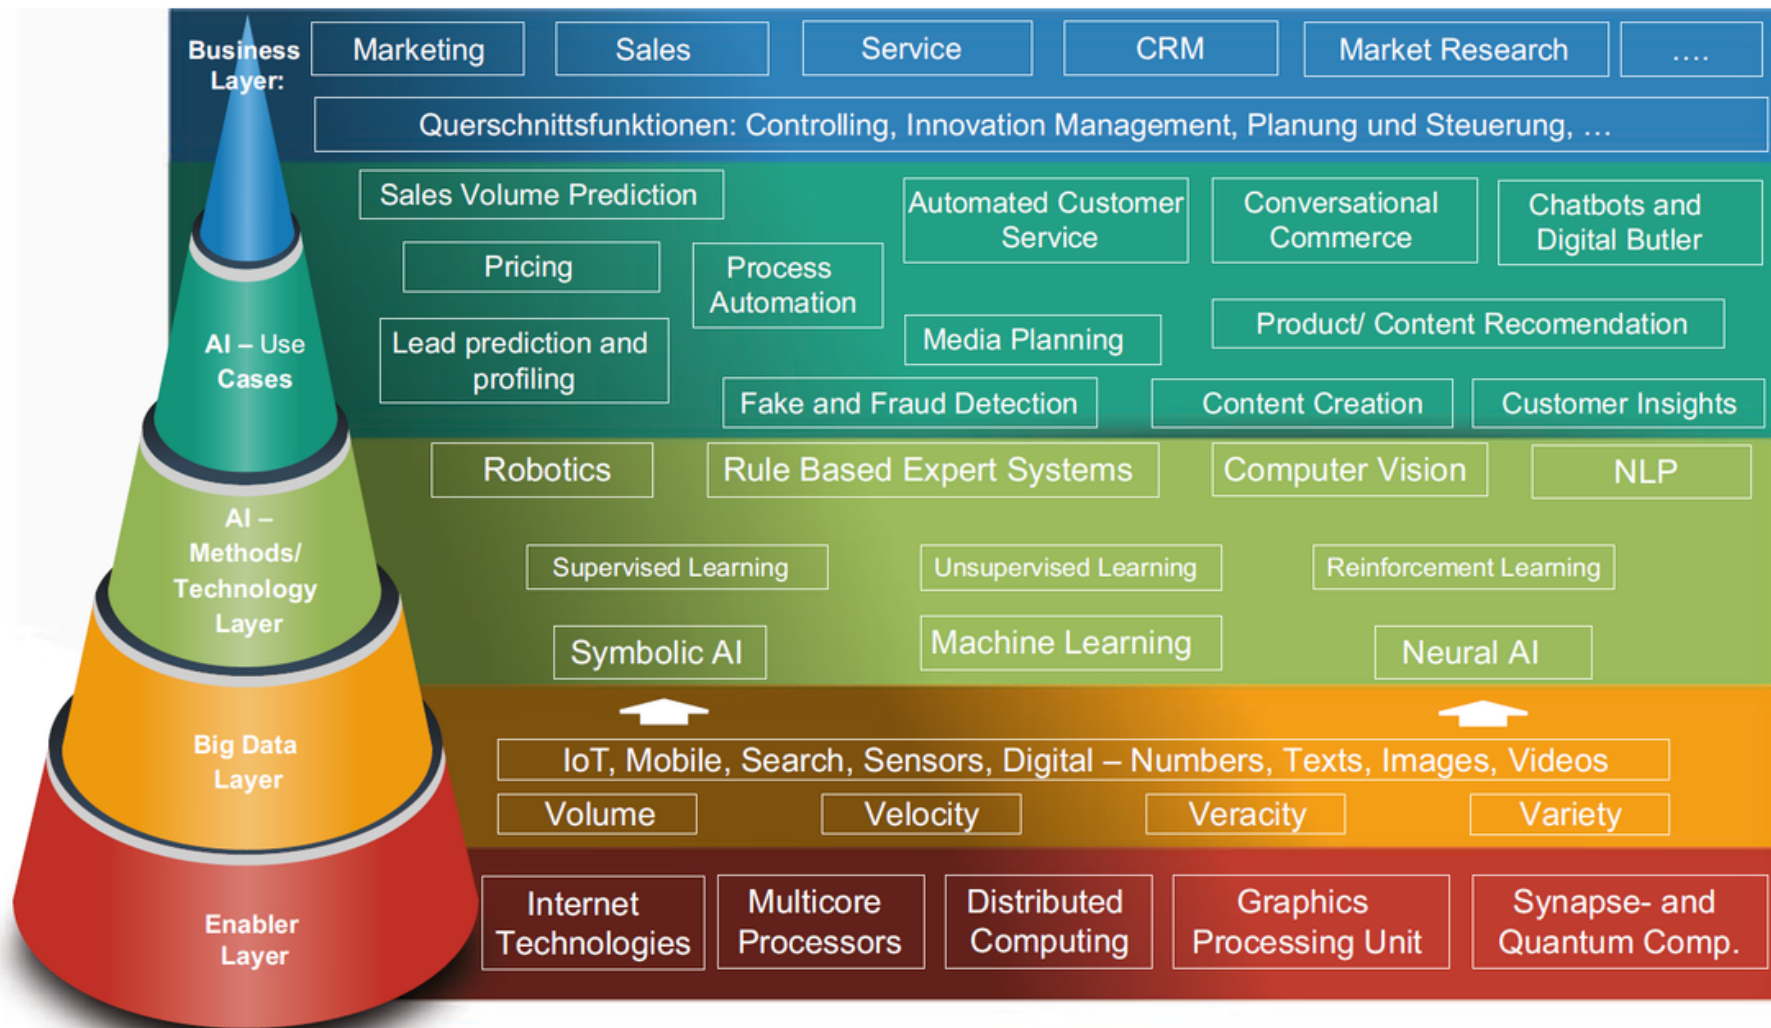 Business
Layer:
Marketing
Sales
Service
CRM
Market Research
....
Querschnittsfunktionen: Controlling, Innovation Management, Planung und Steuerung, ...
AI – Use
Cases
Sales Volume Prediction
Automated Customer
Service
Conversational
Commerce
Chatbots and
Digital Butler
Pricing
Process
Automation
Lead prediction and
profiling
Media Planning
Product/ Content Recomendation
Fake and Fraud Detection
Content Creation
Customer Insights
AI –
Methods/
Technology
Layer
Robotics
Rule Based Expert Systems
Computer Vision
NLP
Supervised Learning
Unsupervised Learning
Reinforcement Learning
Symbolic AI
Machine Learning
Neural AI
Big Data
Layer
IoT, Mobile, Search, Sensors, Digital – Numbers, Texts, Images, Videos
Volume
Velocity
Veracity
Variety
Enabler
Layer
Internet
Technologies
Multicore
Processors
Distributed
Computing
Graphics
Processing Unit
Synapse- and
Quantum Comp.